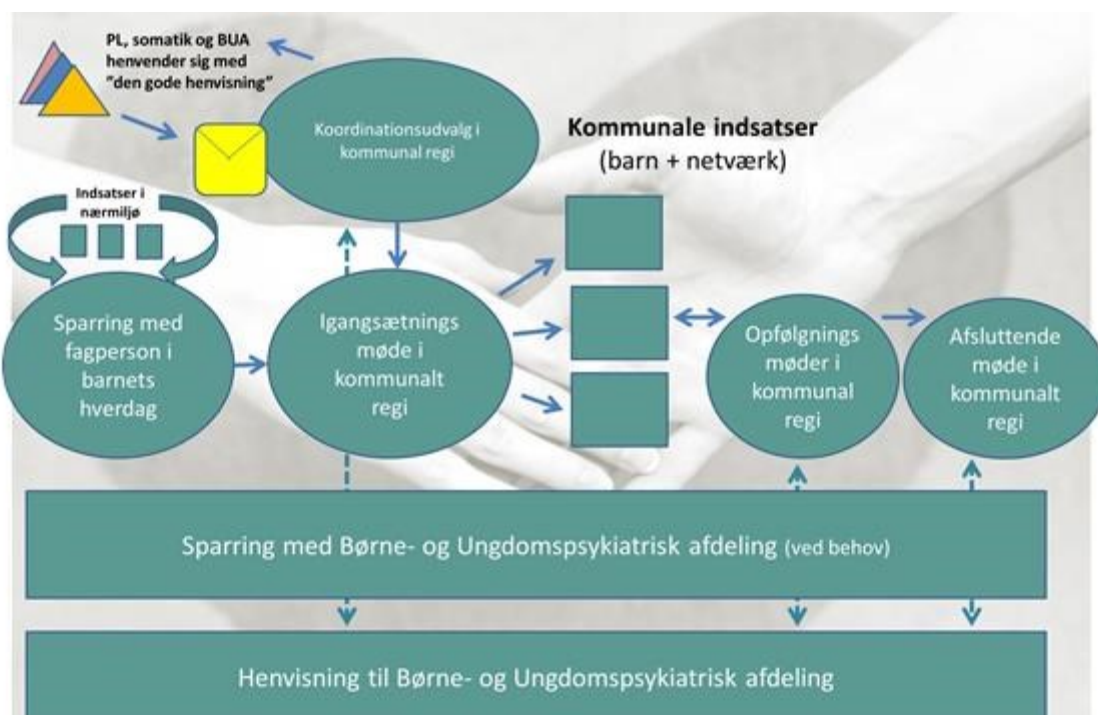 PL, somatik og BUA
henvender sig med
”den gode henvisning”
Koordinationsudvalg i
kommunal regi
Kommunale indsatser
(barn + netværk)
Indsatser i
nærmiljø
Sparring med
fagperson i
barnets
hverdag
Igangsætnings
møde i
kommunalt
regi
Opfølgnings
møder i
kommunal
regi
Afsluttende
møde i
kommunalt
regi
Sparring med Børne- og Ungdomspsykiatrisk afdeling (ved behov)
Henvisning til Børne- og Ungdomspsykiatrisk afdeling